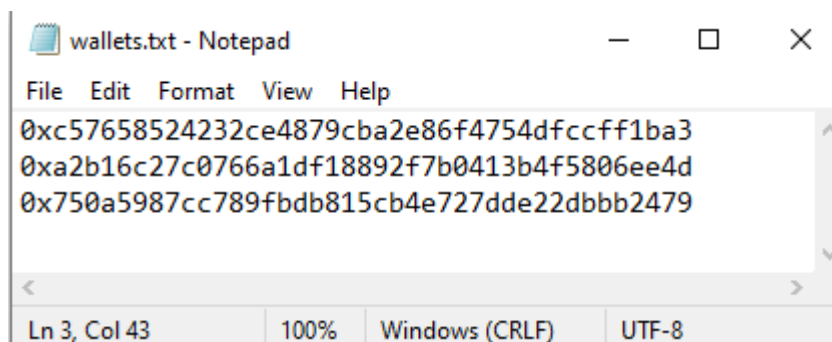 wallets.txt - Notepad
File Edit Format View Help
0xc57658524232ce4879cba2e86f4754dfccff1ba3
0xa2b16c27c0766a1df18892f7b0413b4f5806ee4d
0x750a5987cc789fbdb815cb4e727dde22dbbb2479
Ln 3, Col 43 100% Windows (CRLF) UTF-8